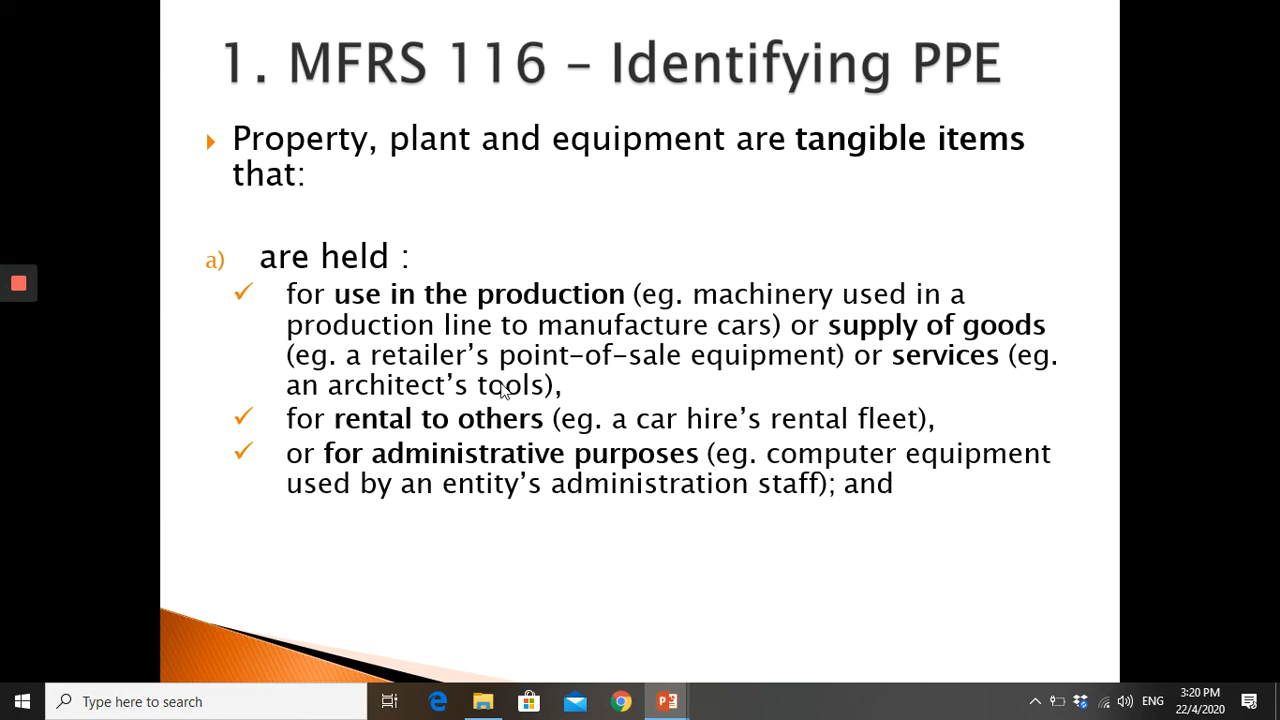 1. MFRS 116 – Identifying PPE
Property, plant and equipment are tangible items
that:
a) are held :
for use in the production (eg. machinery used in a
production line to manufacture cars) or supply of goods
(eg. a retailer’s point-of-sale equipment) or services (eg.
an architect’s tools),
for rental to others (eg. a car hire’s rental fleet),
or for administrative purposes (eg. computer equipment
used by an entity’s administration staff); and
Type here to search
ENG
3:20 PM
22/4/2020